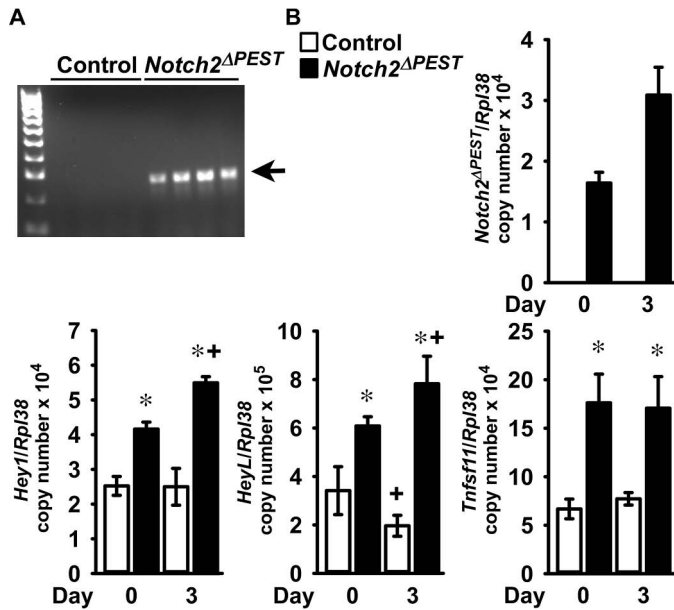 A
B
Control Notch2ΔPEST
Control
Notch2ΔPEST
Notch2ΔPEST/Rpl38
copy number x 10⁴
4
3
2
1
0
Day 0 3
Hey1/Rpl38
copy number x 10⁴
7
6
5
4
3
2
1
0
*
*+
Day 0 3
HeyL/Rpl38
copy number x 10⁵
10
8
6
4
2
0
*
+
*+
Day 0 3
Tnfsf11/Rpl38
copy number x 10⁴
25
20
15
10
5
0
*
*
Day 0 3